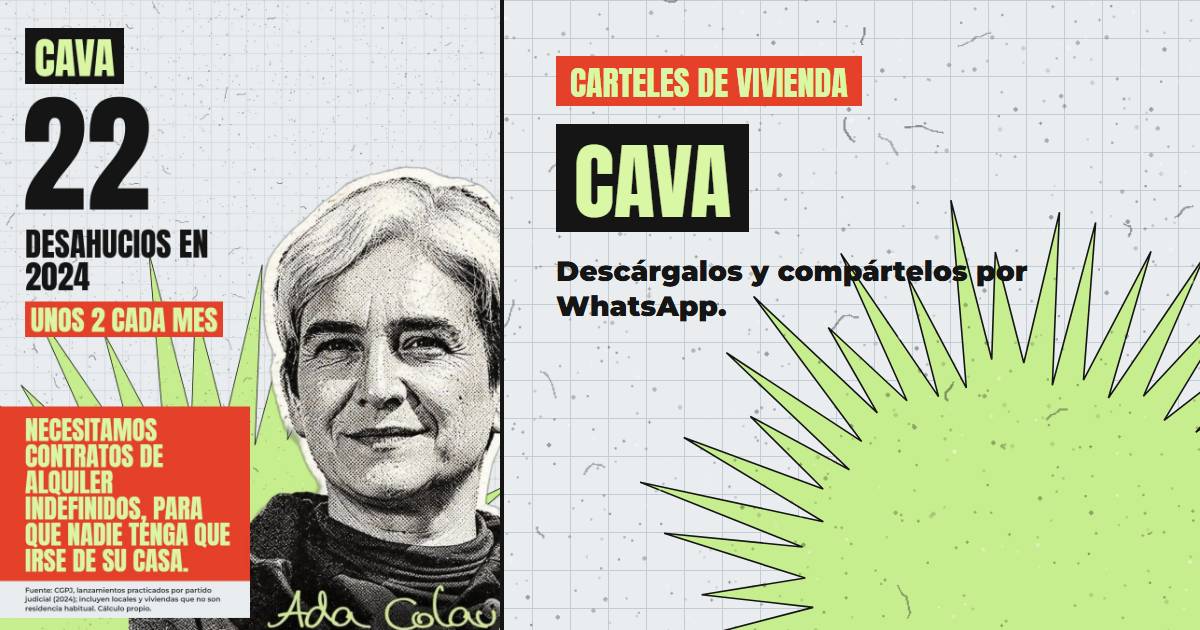 CAVA
22
DESAHUCIOS EN
2024
UNOS 2 CADA MES
NECESITAMOS
CONTRATOS DE
ALQUILER
INDEFINIDOS, PARA
QUE NADIE TENGA QUE
IRSE DE SU CASA.
Fuente: CGPJ, lanzamientos practicados por partido
judicial (2024); incluyen locales y viviendas que no son
residencia habitual. Cálculo propio.
Ada Colau
CARTELES DE VIVIENDA
CAVA
Descárgalos y compártelos por
WhatsApp.